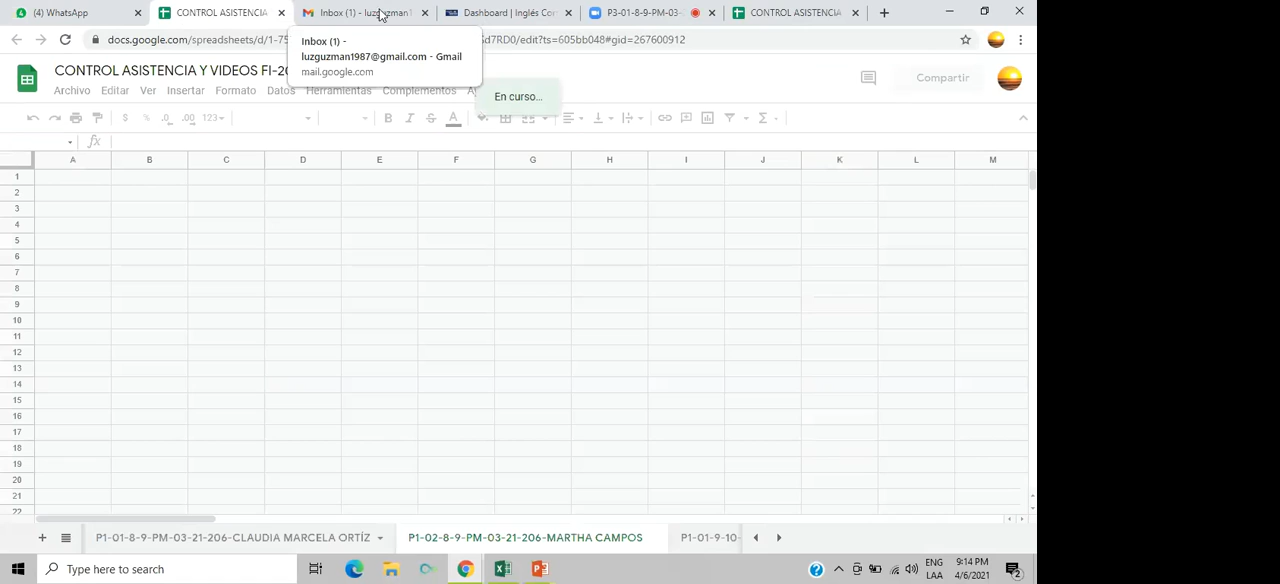 (4) WhatsApp
CONTROL ASISTENCIA
Inbox (1) - luzguzman1
Dashboard | Inglés Con
P3-01-8-9-PM-03-
CONTROL ASISTENCIA
docs.google.com/spreadsheets/d/1-75
6d7RD0/edit?ts=605bb048#gid=267600912
Inbox (1) -
luzguzman1987@gmail.com - Gmail
mail.google.com
CONTROL ASISTENCIA Y VIDEOS FI-20
Compartir
Archivo Editar Ver Insertar Formato Datos Herramientas Complementos
En curso...
$ % .0 .00 123
B I S A
fx
A B C D E F G H I J K L M
1
2
3
4
5
6
7
8
9
10
11
12
13
14
15
16
17
18
19
20
21
22
P1-01-8-9-PM-03-21-206-CLAUDIA MARCELA ORTÍZ
P1-02-8-9-PM-03-21-206-MARTHA CAMPOS
P1-01-9-10-
Type here to search
ENG
LAA
9:14 PM
4/6/2021
2